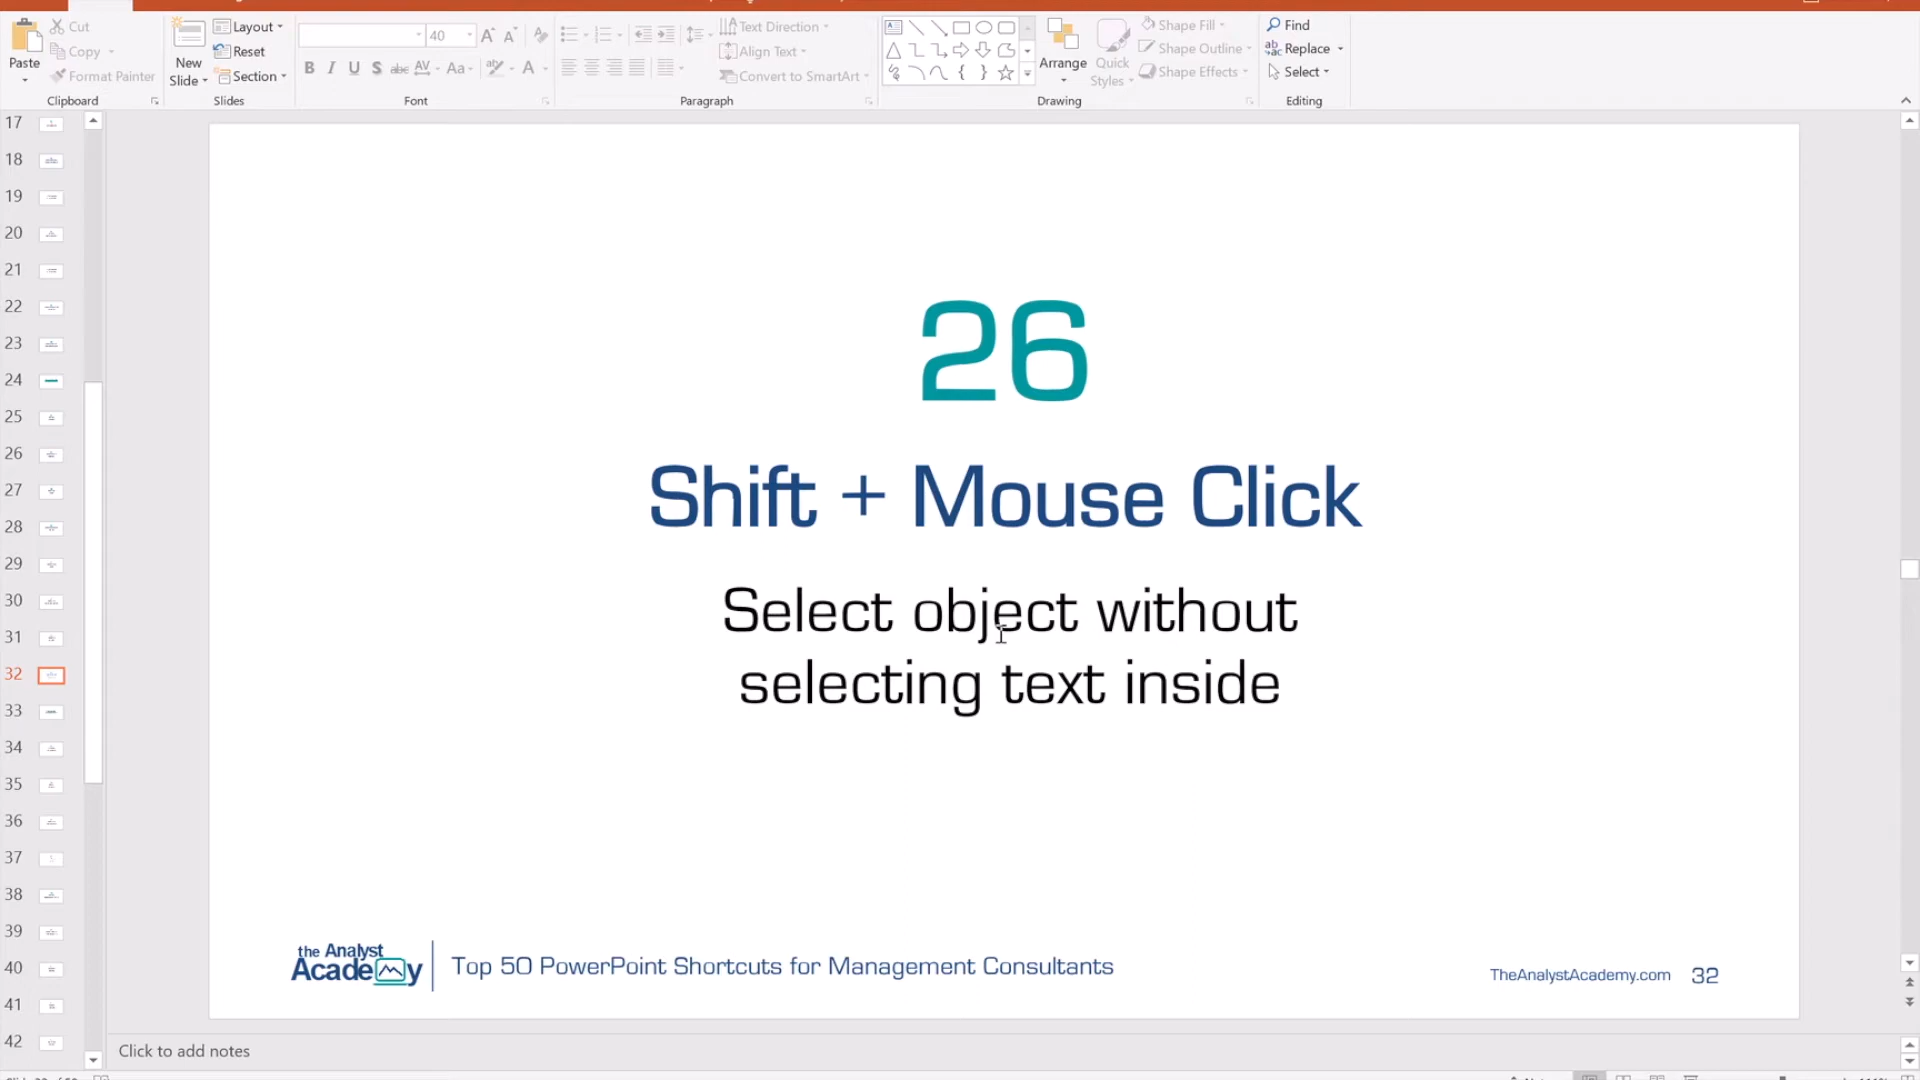 Cut
Copy
Format Painter
Paste
Clipboard
New
Slide
Layout
Reset
Section
Slides
40
B I U S abc AV Aa A
Font
Text Direction
Align Text
Convert to SmartArt
Paragraph
Arrange
Quick
Styles
Shape Fill
Shape Outline
Shape Effects
Drawing
Find
Replace
Select
Editing
17
18
19
20
21
22
23
24
25
26
27
28
29
30
31
32
33
34
35
36
37
38
39
40
41
42
26
Shift + Mouse Click
Select object without
selecting text inside
the Analyst
Academy
Top 50 PowerPoint Shortcuts for Management Consultants
TheAnalystAcademy.com 32
Click to add notes